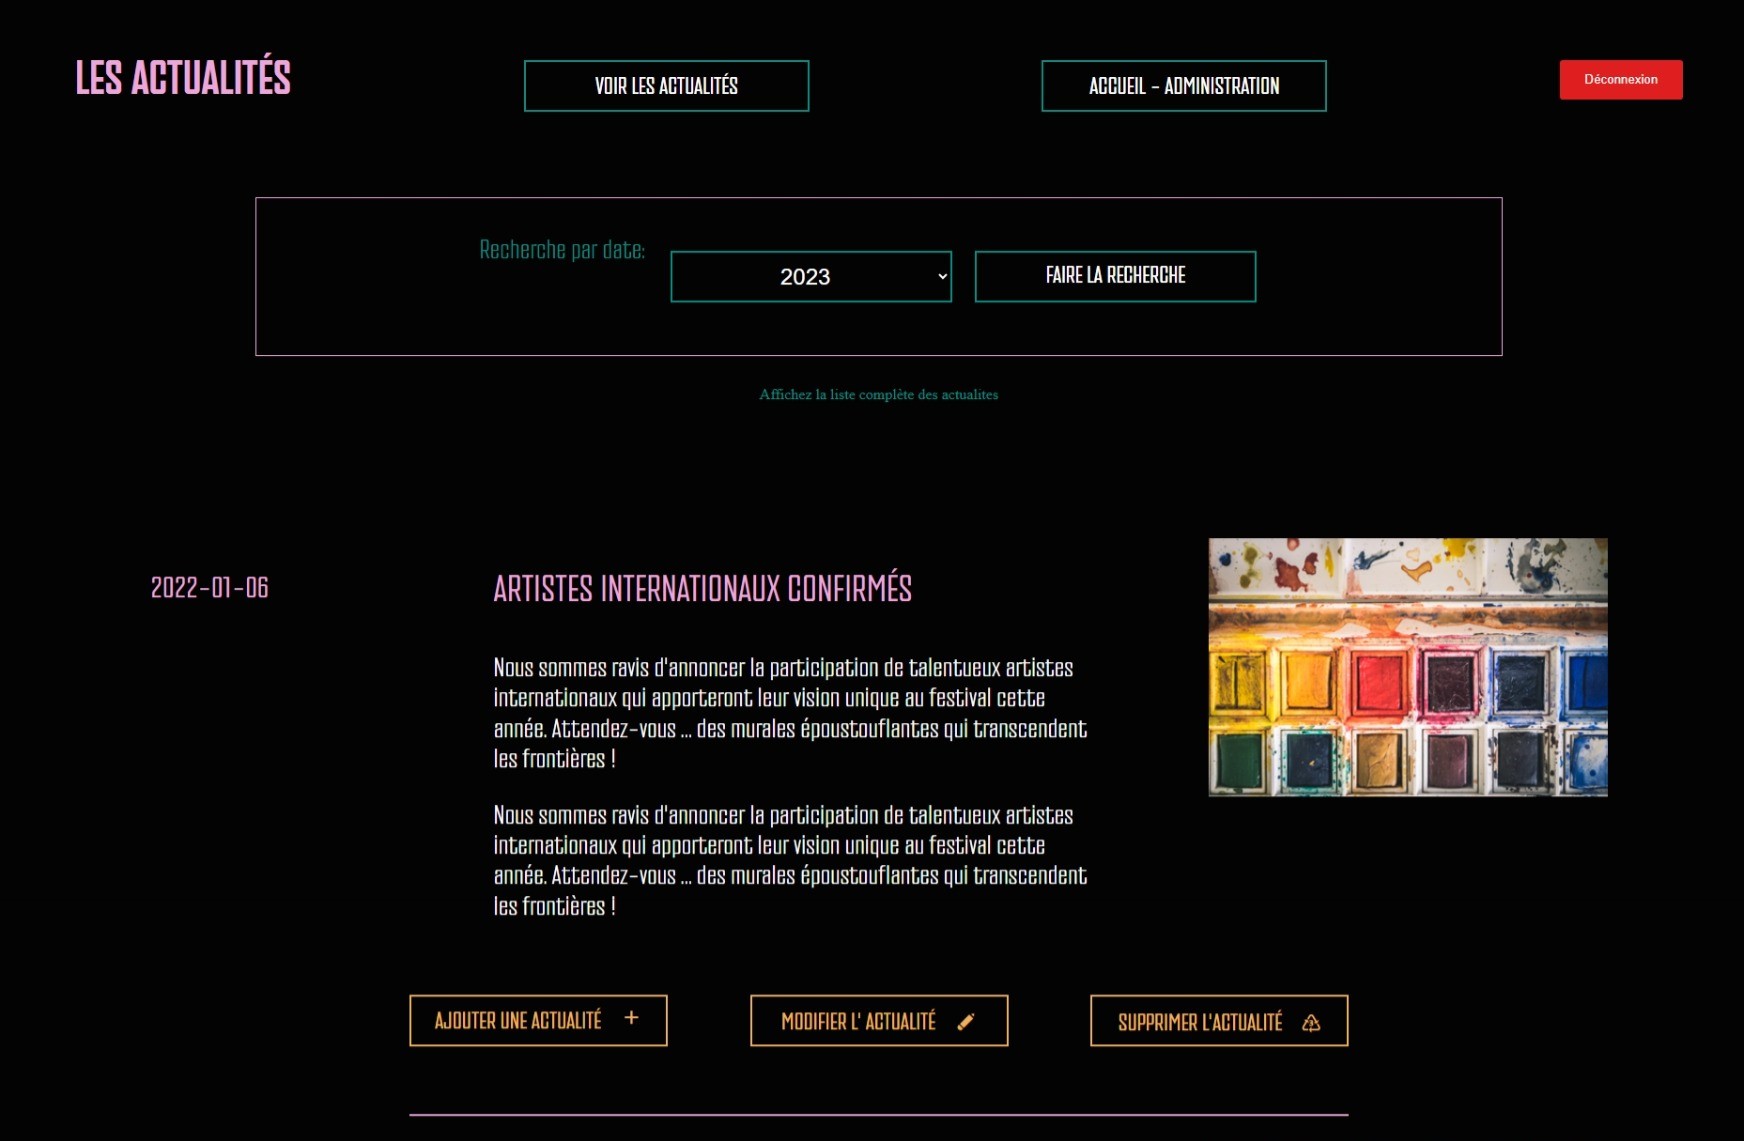 LES ACTUALITÉS
VOIR LES ACTUALITÉS
ACCUEIL - ADMINISTRATION
Déconnexion
Recherche par date:
2023
FAIRE LA RECHERCHE
Affichez la liste complète des actualites
2022-01-06
ARTISTES INTERNATIONAUX CONFIRMÉS
Nous sommes ravis d'annoncer la participation de talentueux artistes
internationaux qui apporteront leur vision unique au festival cette
année. Attendez-vous ... des murales époustouflantes qui transcendent
les frontières !
Nous sommes ravis d'annoncer la participation de talentueux artistes
internationaux qui apporteront leur vision unique au festival cette
année. Attendez-vous ... des murales époustouflantes qui transcendent
les frontières !
AJOUTER UNE ACTUALITÉ +
MODIFIER L' ACTUALITÉ
SUPPRIMER L'ACTUALITÉ